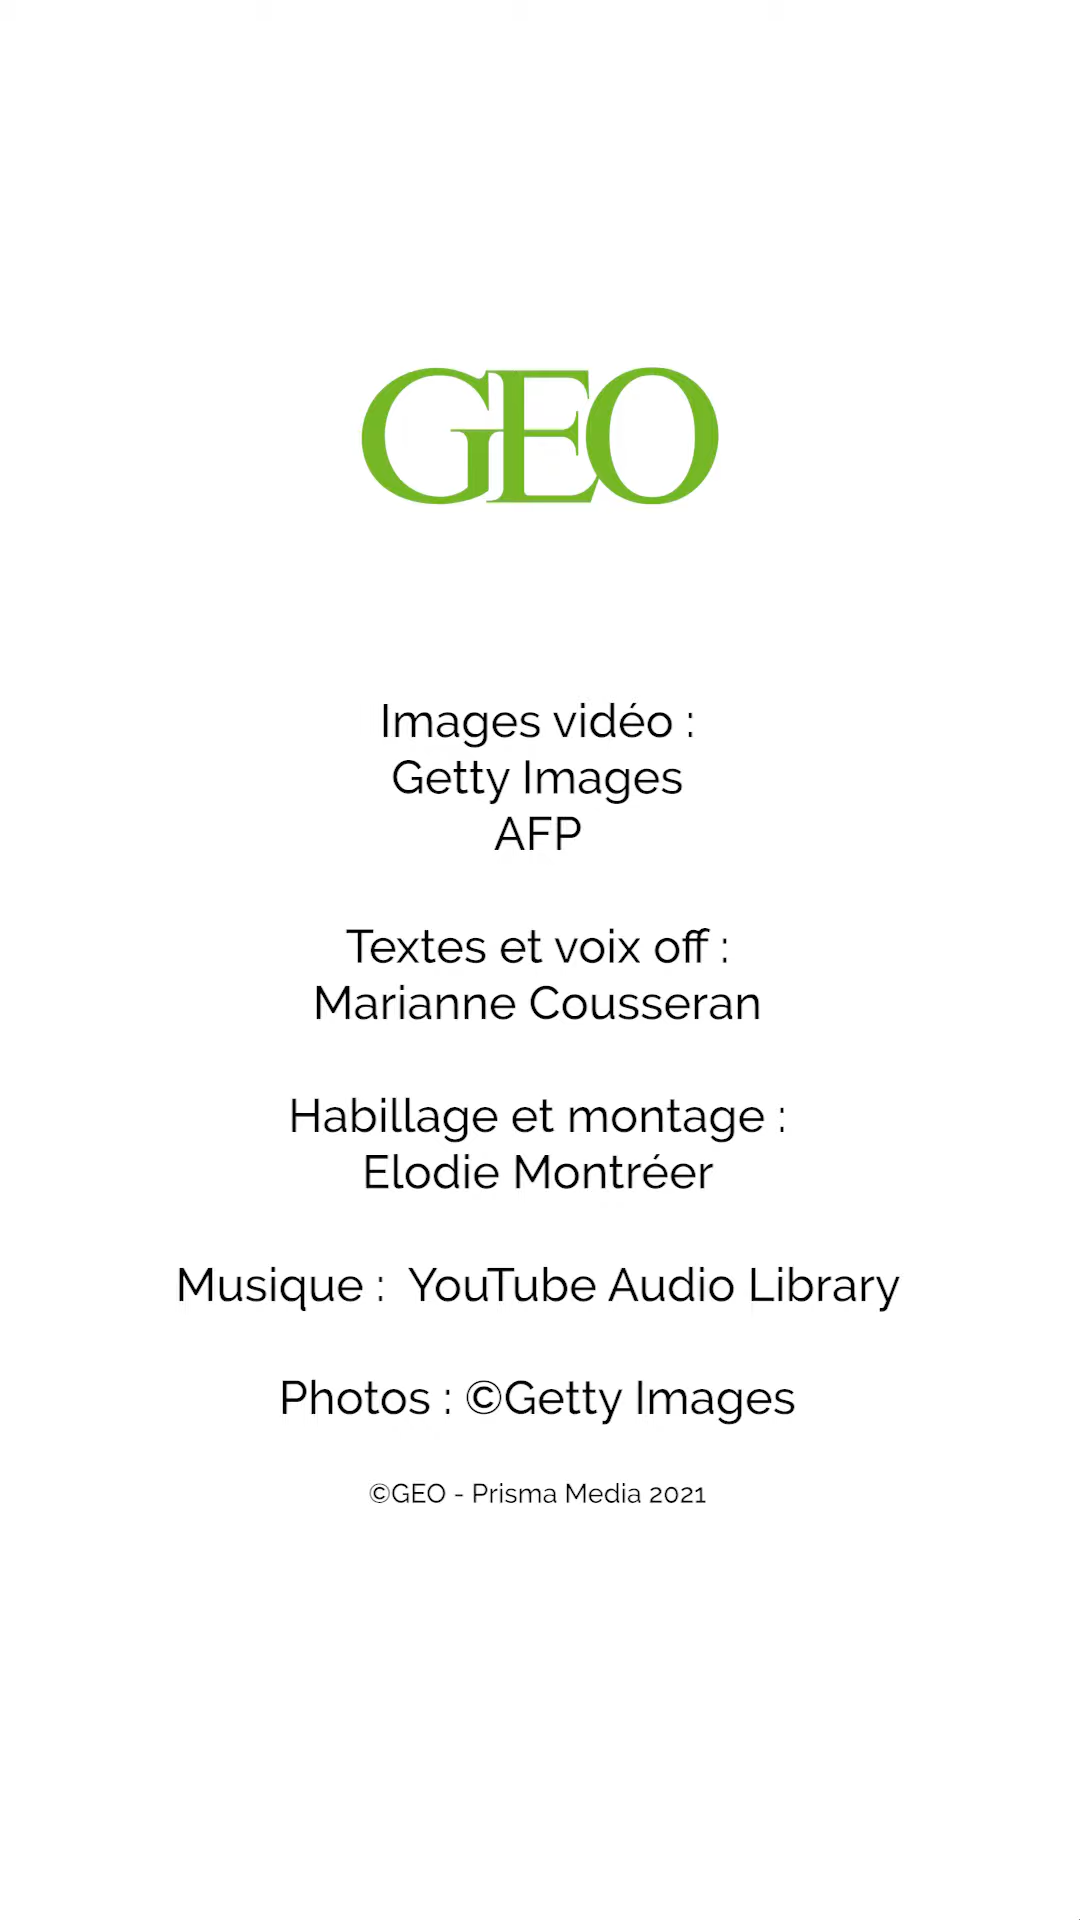 GEO
Images vidéo :
Getty Images
AFP
Textes et voix off :
Marianne Cousseran
Habillage et montage :
Elodie Montréer
Musique :  YouTube Audio Library
Photos : ©Getty Images
©GEO - Prisma Media 2021